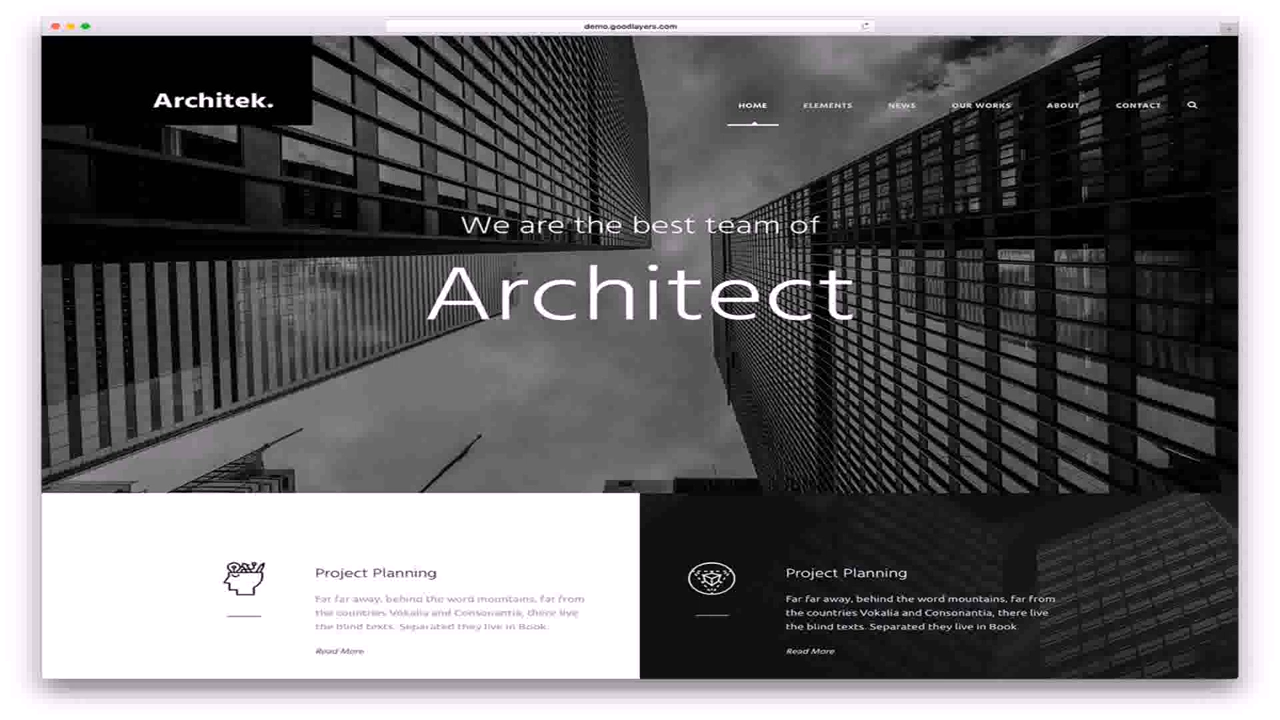 demo.goodlayers.com
Architek.
HOME ELEMENTS NEWS OUR WORKS ABOUT CONTACT
We are the best team of
Architect
Project Planning
Far far away, behind the word mountains, far from
the countries Vokalia and Consonantia, there live
the blind texts. Separated they live in Book.
Read More
Project Planning
Far far away, behind the word mountains, far from
the countries Vokalia and Consonantia, there live
the blind texts. Separated they live in Book.
Read More